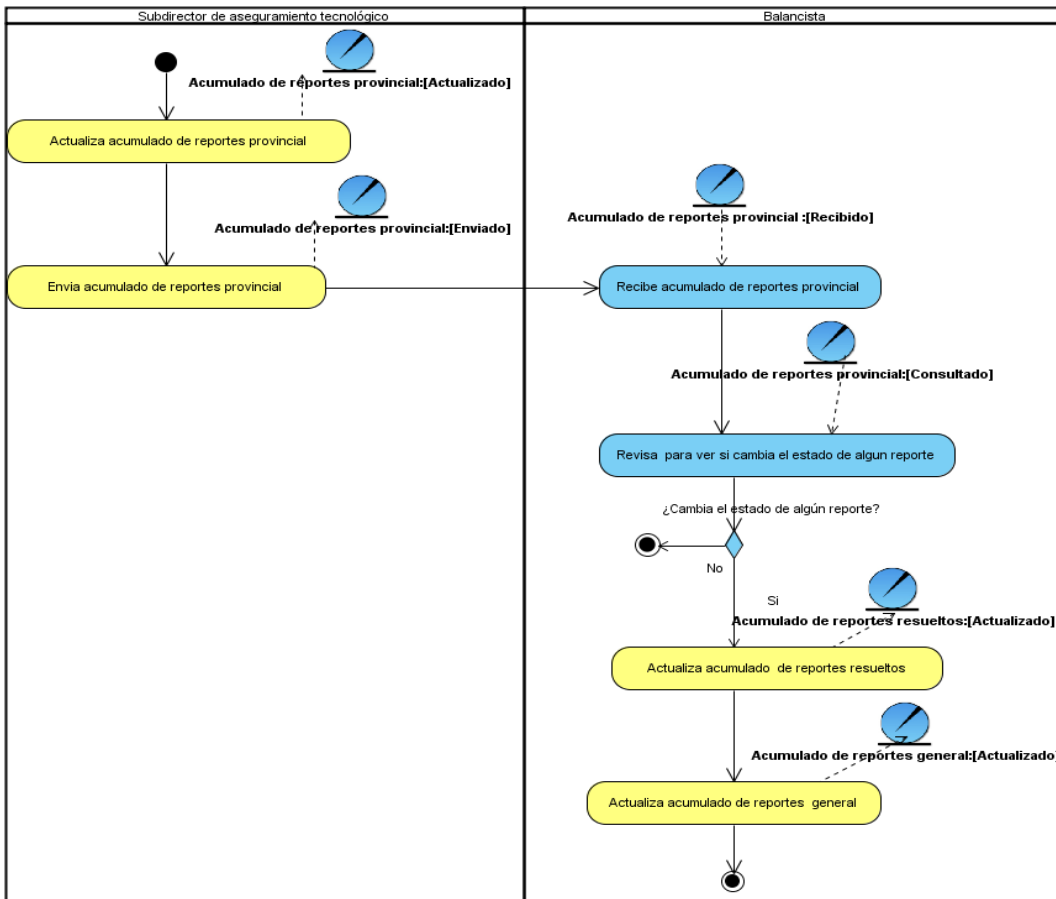 Subdirector de aseguramiento tecnológico
Balancista
Acumulado de reportes provincial:[Actualizado]
Actualiza acumulado de reportes provincial
Acumulado de reportes provincial:[Enviado]
Acumulado de reportes provincial :[Recibido]
Envia acumulado de reportes provincial
Recibe acumulado de reportes provincial
Acumulado de reportes provincial:[Consultado]
Revisa para ver si cambia el estado de algun reporte
¿Cambia el estado de algún reporte?
No
Si
Acumulado de reportes resueltos:[Actualizado]
Actualiza acumulado de reportes resueltos
Acumulado de reportes general:[Actualizado]
Actualiza acumulado de reportes general